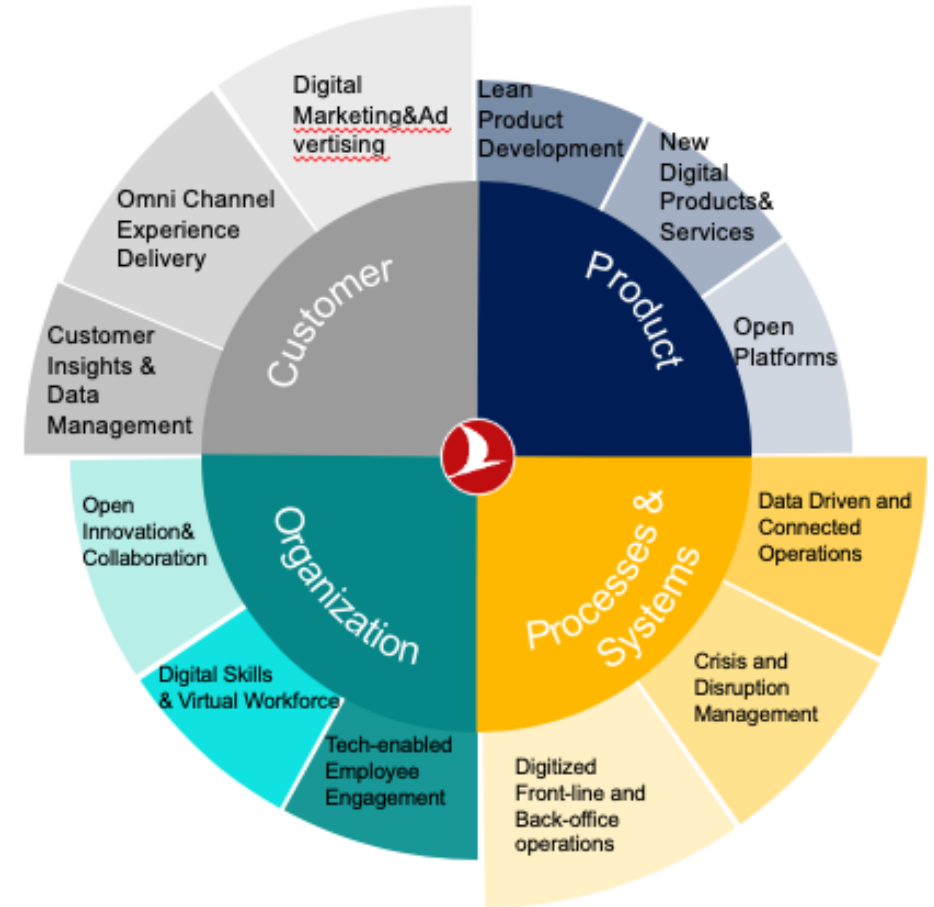 Digital
Marketing&Ad
vertising
Lean
Product
Development
New
Digital
Products&
Services
Omni Channel
Experience
Delivery
Customer
Product
Open
Platforms
Customer
Insights &
Data
Management
Open
Innovation&
Collaboration
Organization
Processes &
Systems
Data Driven and
Connected
Operations
Digital Skills
& Virtual Workforce
Crisis and
Disruption
Management
Tech-enabled
Employee
Engagement
Digitized
Front-line and
Back-office
operations